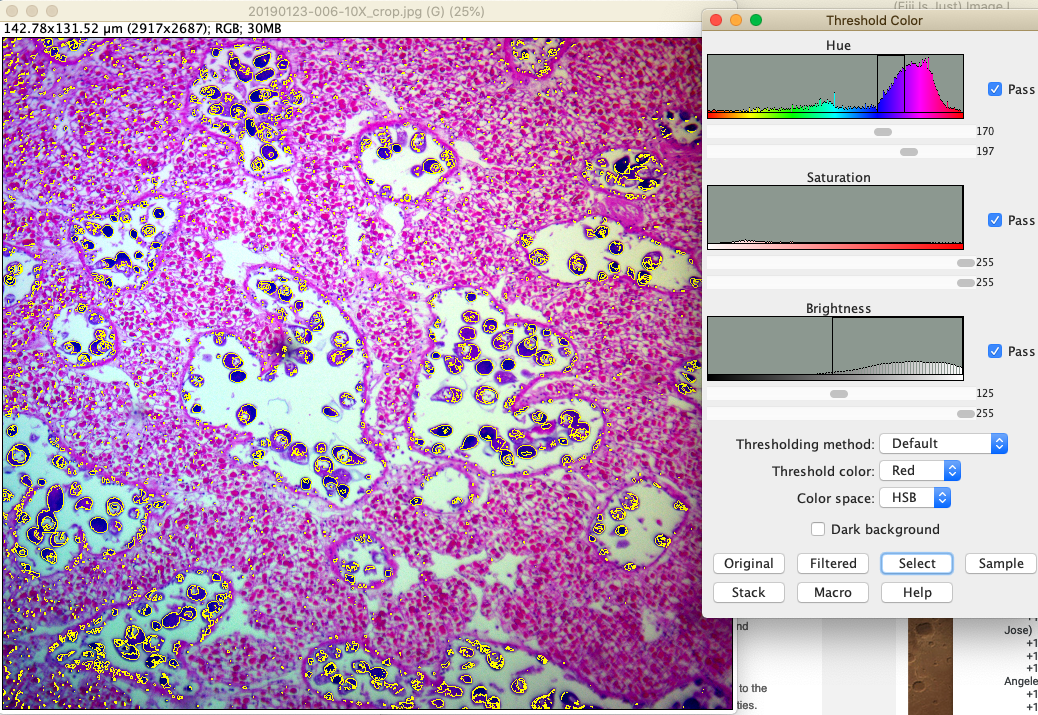 20190123-006-10X_crop.jpg (G) (25%)
142.78x131.52 µm (2917x2687); RGB; 30MB
(Fiji Is Just) ImageJ
Threshold Color
Hue
Pass
170
197
Saturation
Pass
255
255
Brightness
Pass
125
255
Thresholding method: Default
Threshold color: Red
Color space: HSB
Dark background
Original Filtered Select Sample
Stack Macro Help
nd
to the
ties.
Jose)
+1
+1
+1
Angele
+1
+1